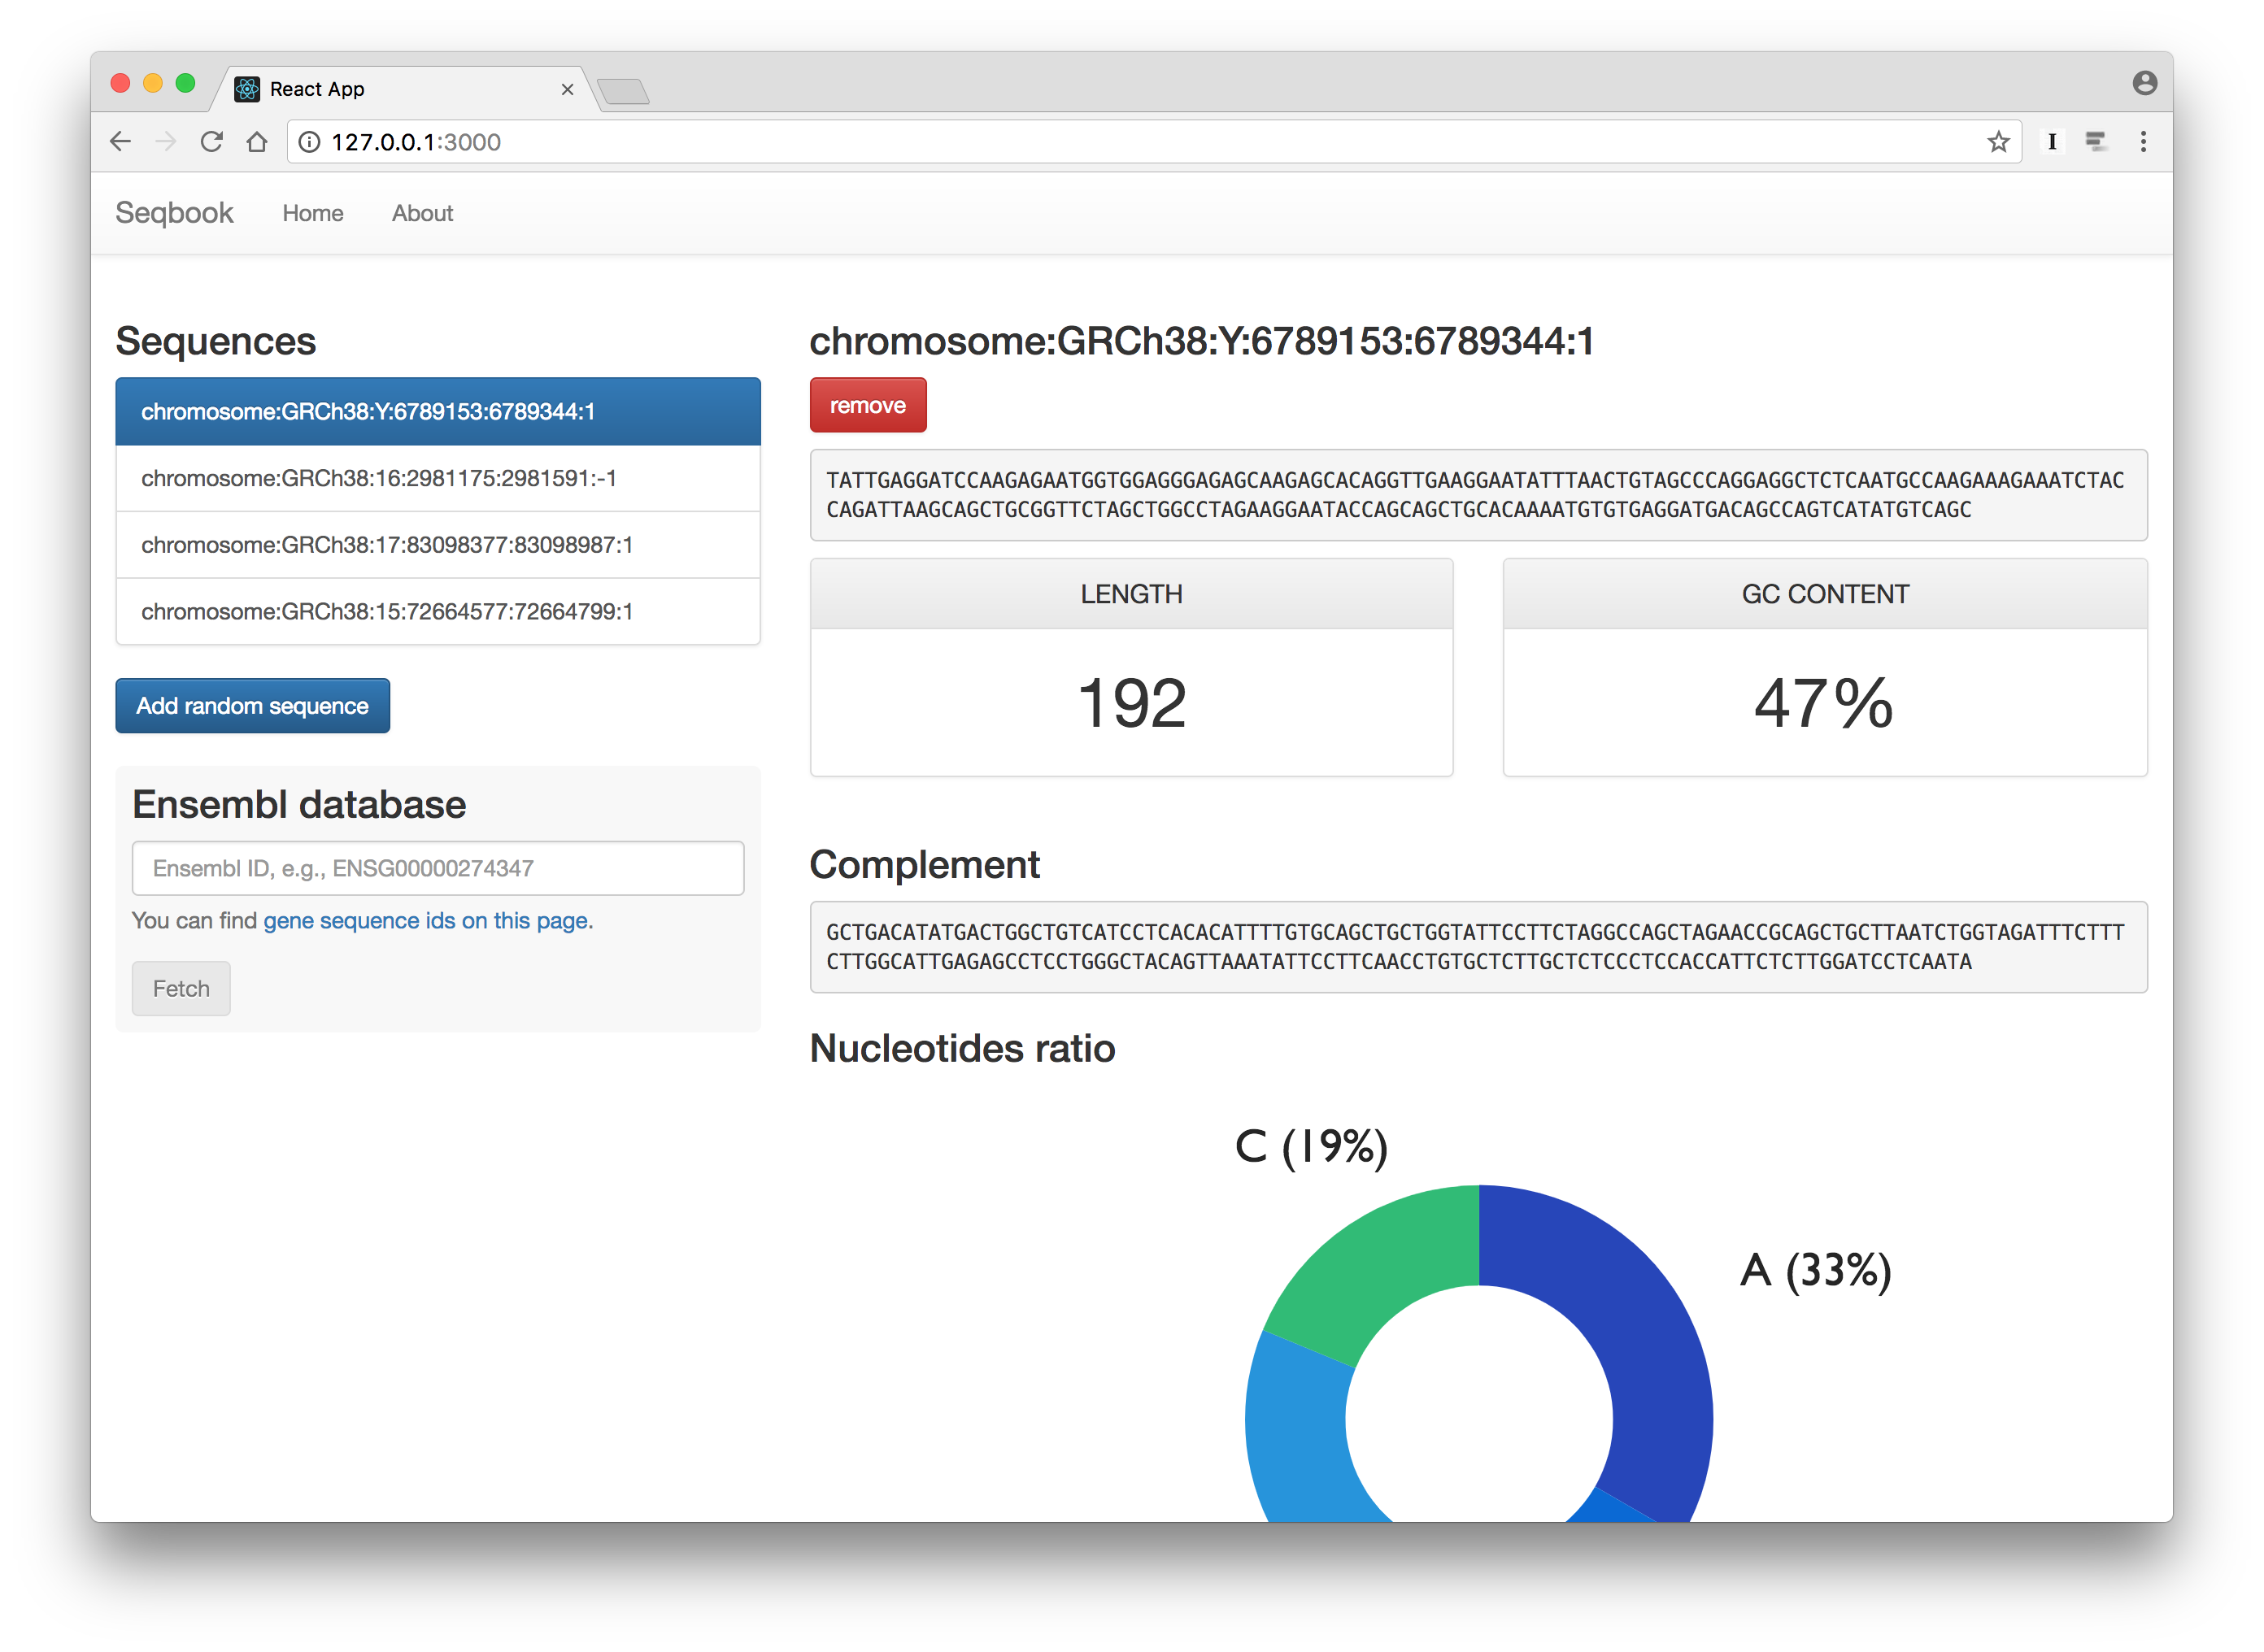 React App
127.0.0.1:3000
Seqbook Home About
Sequences
chromosome:GRCh38:Y:6789153:6789344:1
chromosome:GRCh38:16:2981175:2981591:-1
chromosome:GRCh38:17:83098377:83098987:1
chromosome:GRCh38:15:72664577:72664799:1
Add random sequence
Ensembl database
Ensembl ID, e.g., ENSG00000274347
You can find gene sequence ids on this page.
Fetch
chromosome:GRCh38:Y:6789153:6789344:1
remove
TATTGAGGATCCAAGAGAATGGTGGAGGGAGAGCAAGAGCACAGGTTGAAGGAATATTTAACTGTAGCCCAGGAGGCTCTCAATGCCAAGAAAGAAATCTAC
CAGATTAAGCAGCTGCGGTTCTAGCTGGCCTAGAAGGAATACCAGCAGCTGCACAAAATGTGTGAGGATGACAGCCAGTCATATGTCAGC
LENGTH
192
GC CONTENT
47%
Complement
GCTGACATATGACTGGCTGTCATCCTCACACATTTTGTGCAGCTGCTGGTATTCCTTCTAGGCCAGCTAGAACCGCAGCTGCTTAATCTGGTAGATTTCTTT
CTTGGCATTGAGAGCCTCCTGGGCTACAGTTAAATATTCCTTCAACCTGTGCTCTTGCTCTCCCTCCACCATTCTCTTGGATCCTCAATA
Nucleotides ratio
C (19%)
A (33%)